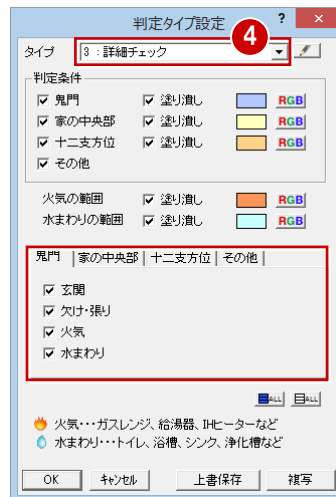 判定タイプ設定 ? x
4
タイプ 3 : 詳細チェック
判定条件
鬼門 塗り潰し RGB
家の中央部 塗り潰し RGB
十二支方位 塗り潰し RGB
その他
火気の範囲 塗り潰し RGB
水まわりの範囲 塗り潰し RGB
鬼門 家の中央部 十二支方位 その他
玄関
欠け・張り
火気
水まわり
ALL ALL
火気・・・ガスレンジ、給湯器、IHヒーターなど
水まわり・・・トイレ、浴槽、シンク、浄化槽など
OK キャンセル 上書保存 複写